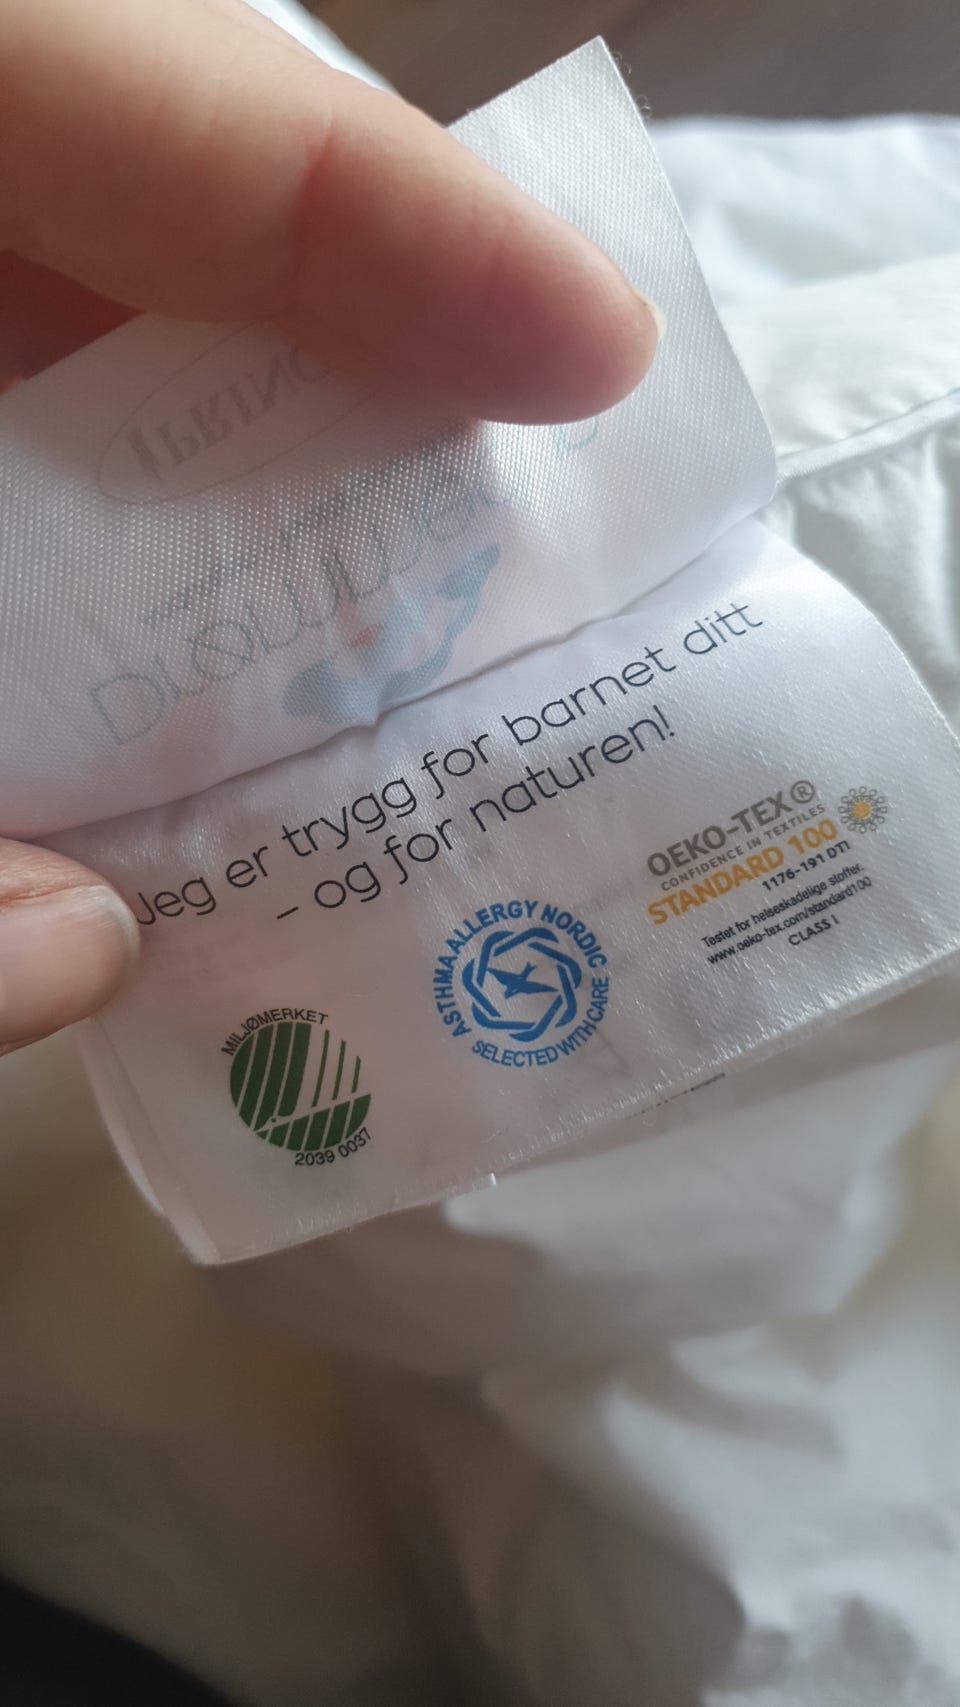 Jeg er trygg for barnet ditt
– og for naturen!
OEKO-TEX®
CONFIDENCE IN TEXTILES
STANDARD 100
1176-191 DTI
Testet for helseskadelige stoffer.
www.oeko-tex.com/standard100
CLASS I
ASTHMA ALLERGY NORDIC
SELECTED WITH CARE
MILJØMERKET
2039 0037